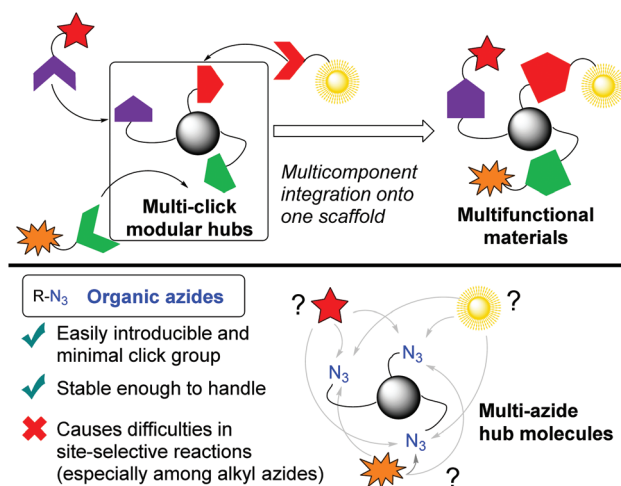 Multi-click
modular hubs
Multicomponent
integration onto
one scaffold
Multifunctional
materials
R-N3 Organic azides
Easily introducible and
minimal click group
Stable enough to handle
Causes difficulties in
site-selective reactions
(especially among alkyl azides)
? ?
N3
N3
N3
?
Multi-azide
hub molecules